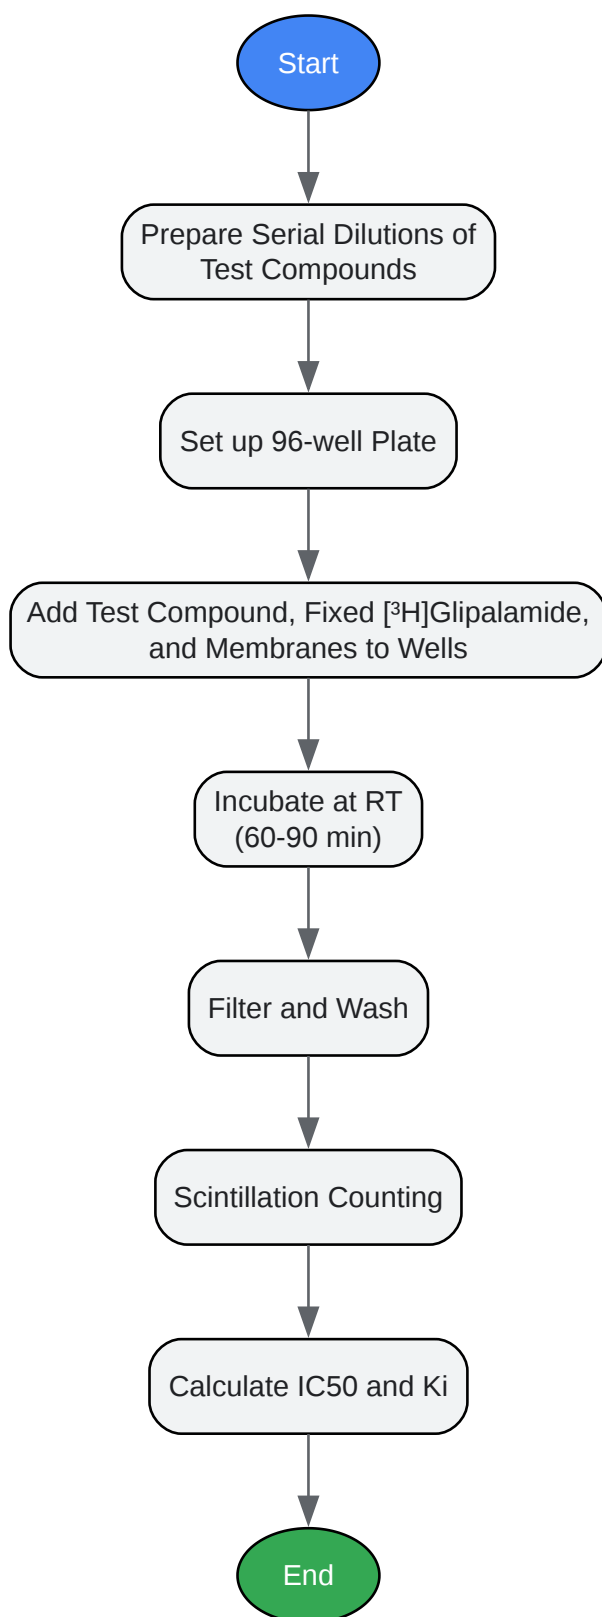 Start
Prepare Serial Dilutions of
Test Compounds
Set up 96-well Plate
Add Test Compound, Fixed [³H]Glipalamide,
and Membranes to Wells
Incubate at RT
(60-90 min)
Filter and Wash
Scintillation Counting
Calculate IC50 and Ki
End